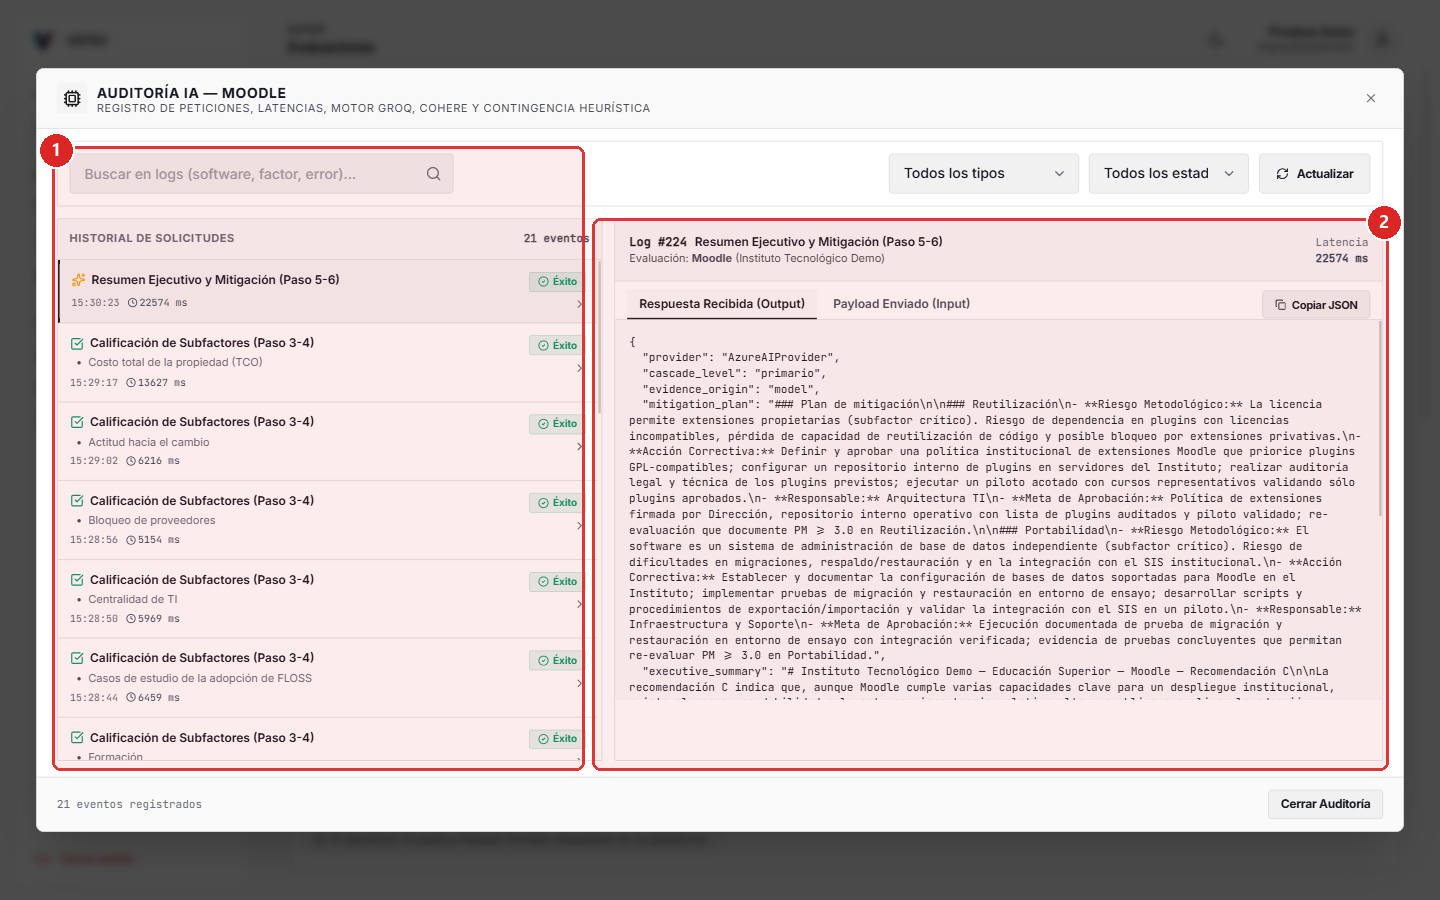 Evaluaciones
AUDITORÍA IA — MOODLE
REGISTRO DE PETICIONES, LATENCIAS, MOTOR GROQ, COHERE Y CONTINGENCIA HEURÍSTICA
1
Buscar en logs (software, factor, error)...
Todos los tipos
Todos los estad
Actualizar
HISTORIAL DE SOLICITUDES
21 eventos
Resumen Ejecutivo y Mitigación (Paso 5-6)
Éxito
15:30:23 22574 ms
Calificación de Subfactores (Paso 3-4)
Éxito
• Costo total de la propiedad (TCO)
15:29:17 13627 ms
Calificación de Subfactores (Paso 3-4)
Éxito
• Actitud hacia el cambio
15:29:02 6216 ms
Calificación de Subfactores (Paso 3-4)
Éxito
• Bloqueo de proveedores
15:28:56 5154 ms
Calificación de Subfactores (Paso 3-4)
Éxito
• Centralidad de TI
15:28:50 5969 ms
Calificación de Subfactores (Paso 3-4)
Éxito
• Casos de estudio de la adopción de FLOSS
15:28:44 6459 ms
Calificación de Subfactores (Paso 3-4)
Éxito
• Formación
2
Log #224 Resumen Ejecutivo y Mitigación (Paso 5-6)
Evaluación: Moodle (Instituto Tecnológico Demo)
Latencia
22574 ms
Respuesta Recibida (Output)
Payload Enviado (Input)
Copiar JSON
{
"provider": "AzureAIProvider",
"cascade_level": "primario",
"evidence_origin": "model",
"mitigation_plan": "### Plan de mitigación\n\n### Reutilización\n- **Riesgo Metodológico:** La licencia
permite extensiones propietarias (subfactor crítico). Riesgo de dependencia en plugins con licencias
incompatibles, pérdida de capacidad de reutilización de código y posible bloqueo por extensiones privativas.\n-
**Acción Correctiva:** Definir y aprobar una política institucional de extensiones Moodle que priorice plugins
GPL-compatibles; configurar un repositorio interno de plugins en servidores del Instituto; realizar auditoría
legal y técnica de los plugins previstos; ejecutar un piloto acotado con cursos representativos validando sólo
plugins aprobados.\n- **Responsable:** Arquitectura TI\n- **Meta de Aprobación:** Política de extensiones
firmada por Dirección, repositorio interno operativo con lista de plugins auditados y piloto validado; re-
evaluación que documente PM ≥ 3.0 en Reutilización.\n\n### Portabilidad\n- **Riesgo Metodológico:** El
software es un sistema de administración de base de datos independiente (subfactor crítico). Riesgo de
dificultades en migraciones, respaldo/restauración y en la integración con el SIS institucional.\n- **Acción
Correctiva:** Establecer y documentar la configuración de bases de datos soportadas para Moodle en el
Instituto; implementar pruebas de migración y restauración en entorno de ensayo; desarrollar scripts y
procedimientos de exportación/importación y validar la integración con el SIS en un piloto.\n- **Responsable:**
Infraestructura y Soporte\n- **Meta de Aprobación:** Ejecución documentada de prueba de migración y
restauración en entorno de ensayo con integración verificada; evidencia de pruebas concluyentes que permitan
re-evaluar PM ≥ 3.0 en Portabilidad.",
"executive_summary": "# Instituto Tecnológico Demo — Educación Superior — Moodle — Recomendación C\n\nLa
recomendación C indica que, aunque Moodle cumple varias capacidades clave para un despliegue institucional,
21 eventos registrados
Cerrar Auditoría